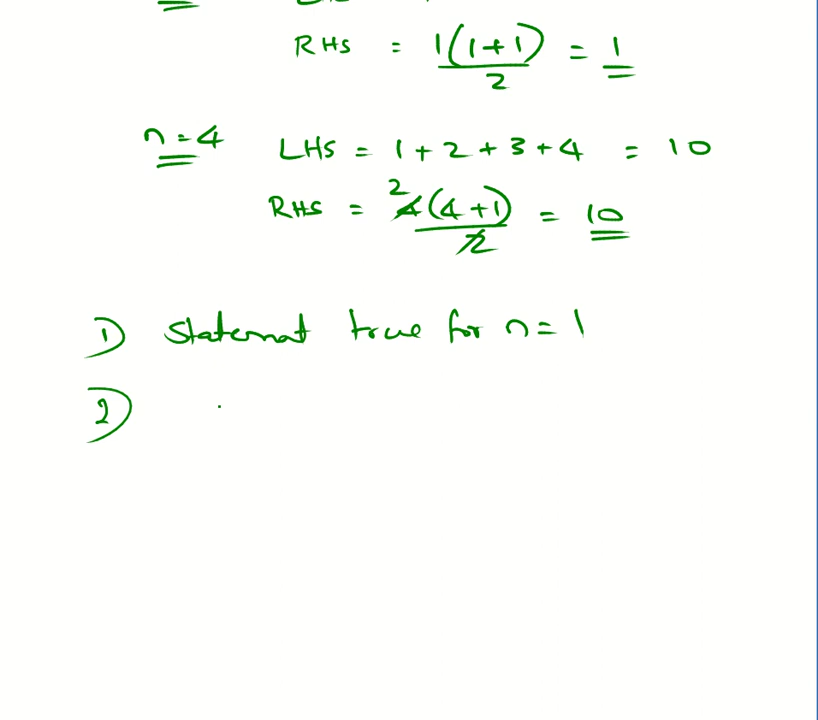 RHS = 1(1+1)/2 = 1
n=4 LHS = 1+2+3+4 = 10
RHS = 2 4(4+1)/2 = 10
1) Statemnat true for n=1
2)